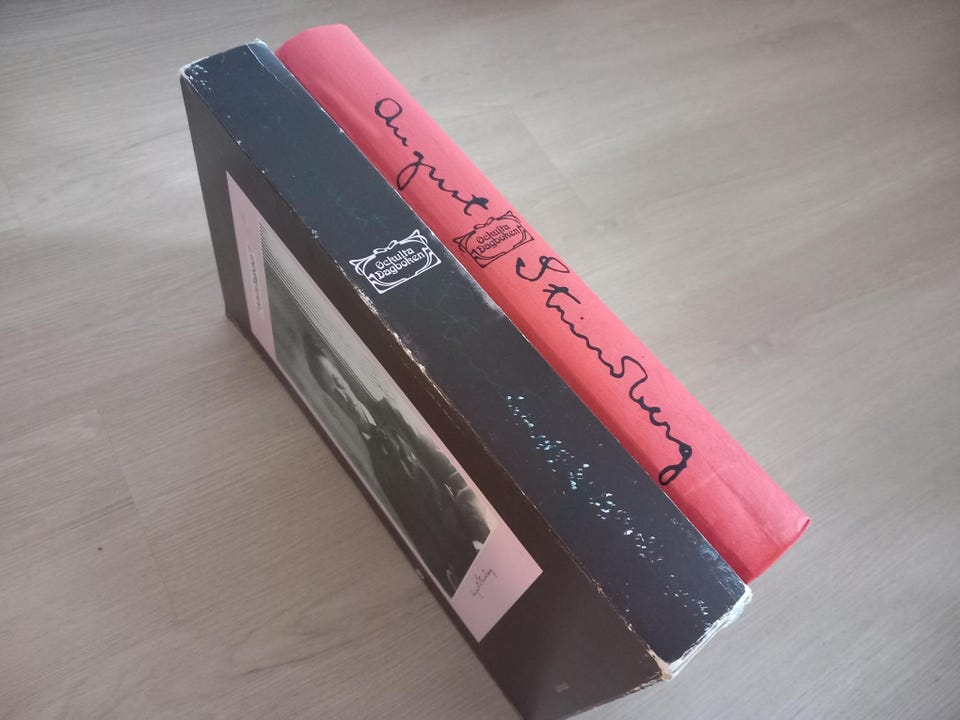 August
Ockulta
Dagboken
Strindberg
Ockulta
Dagboken